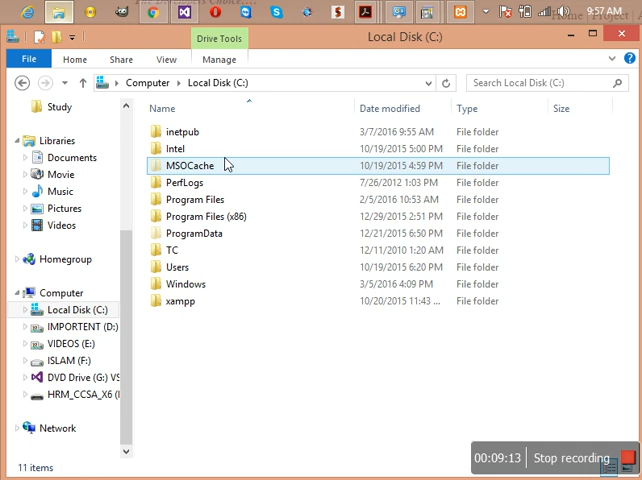 9:57 AM
Home | Project | A
Drive Tools
Local Disk (C:)
File Home Share View Manage
Computer Local Disk (C:)
Search Local Disk (C:)
Study
Libraries
Documents
Movie
Music
Pictures
Videos
Homegroup
Computer
Local Disk (C:)
IMPORTENT (D:)
VIDEOS (E:)
ISLAM (F:)
DVD Drive (G:) VS
HRM_CCSA_X6 (I
Network
Name Date modified Type Size
inetpub 3/7/2016 9:55 AM File folder
Intel 10/19/2015 5:00 PM File folder
MSOCache 10/19/2015 4:59 PM File folder
PerfLogs 7/26/2012 1:03 PM File folder
Program Files 2/5/2016 10:53 AM File folder
Program Files (x86) 12/29/2015 2:51 PM File folder
ProgramData 12/21/2015 6:50 PM File folder
TC 12/11/2010 1:20 AM File folder
Users 10/19/2015 6:20 PM File folder
Windows 3/5/2016 4:09 PM File folder
xampp 10/20/2015 11:43 ... File folder
11 items
00:09:13 Stop recording